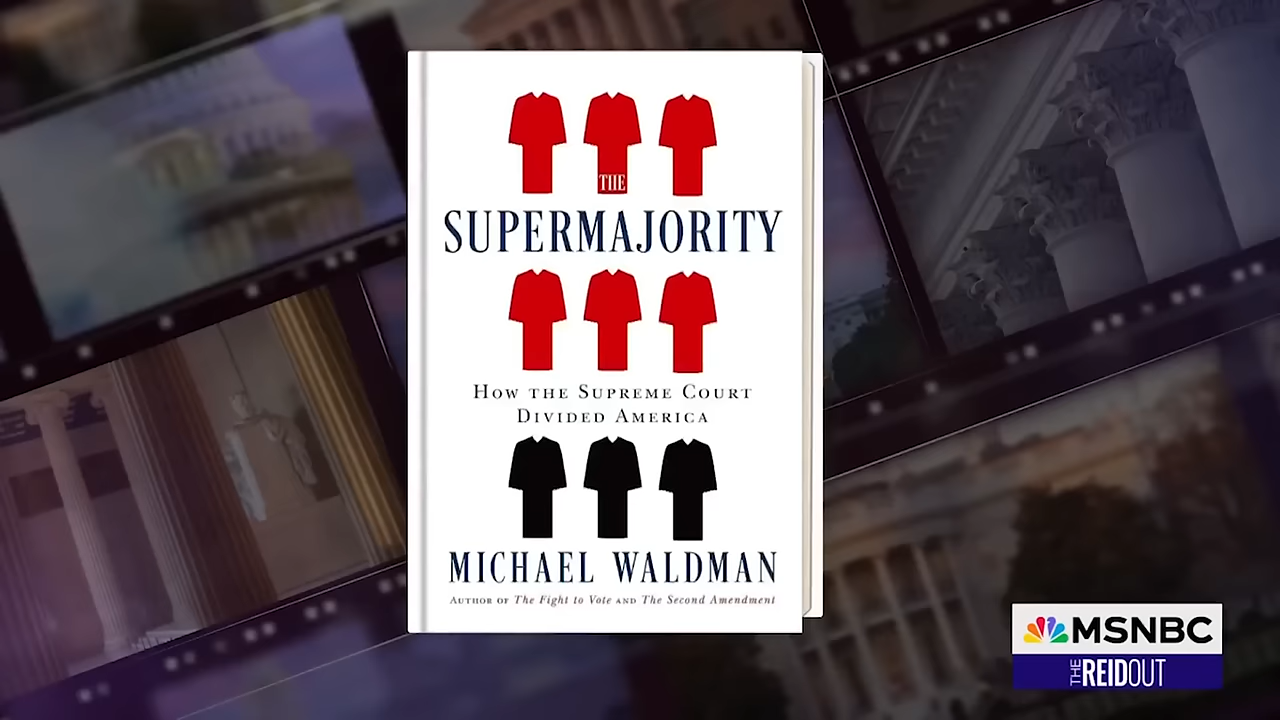 THE
SUPERMAJORITY
HOW THE SUPREME COURT
DIVIDED AMERICA
MICHAEL WALDMAN
AUTHOR OF The Fight to Vote AND The Second Amendment
MSNBC
THE REIDOUT